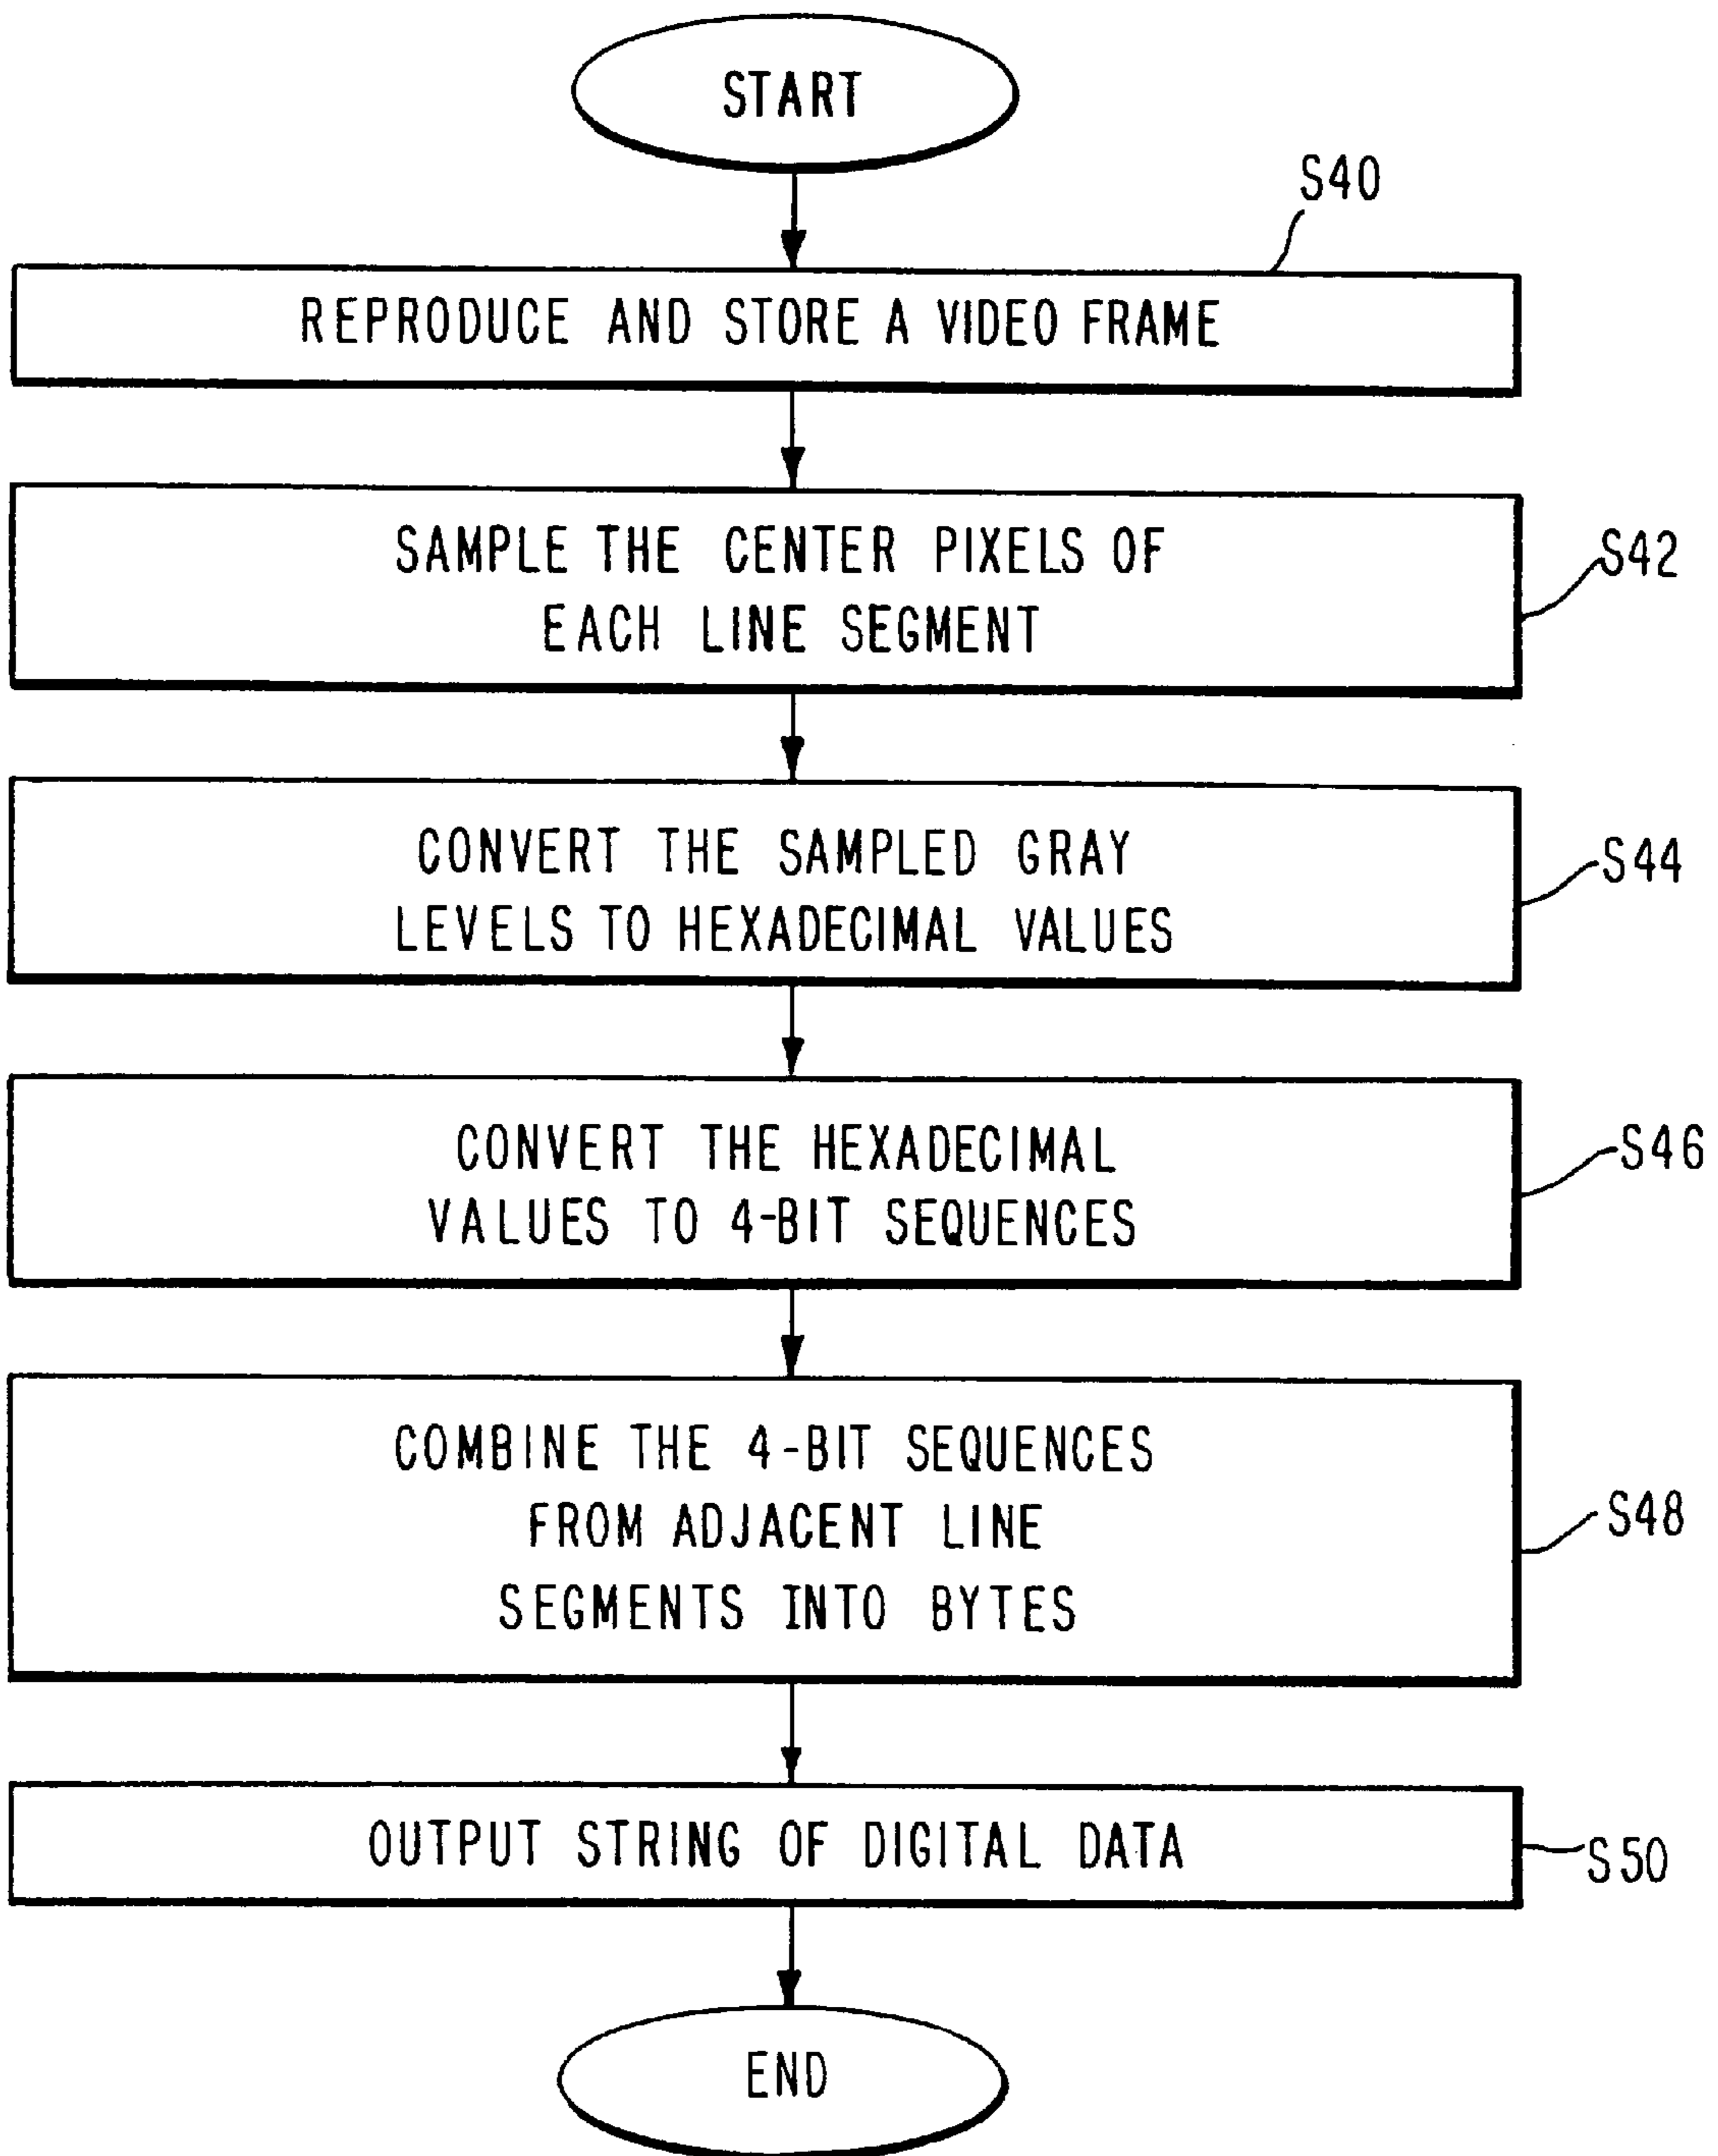 START
S40
REPRODUCE AND STORE A VIDEO FRAME
SAMPLE THE CENTER PIXELS OF
EACH LINE SEGMENT
S42
CONVERT THE SAMPLED GRAY
LEVELS TO HEXADECIMAL VALUES
S44
CONVERT THE HEXADECIMAL
VALUES TO 4-BIT SEQUENCES
S46
COMBINE THE 4-BIT SEQUENCES
FROM ADJACENT LINE
SEGMENTS INTO BYTES
S48
OUTPUT STRING OF DIGITAL DATA
S50
END